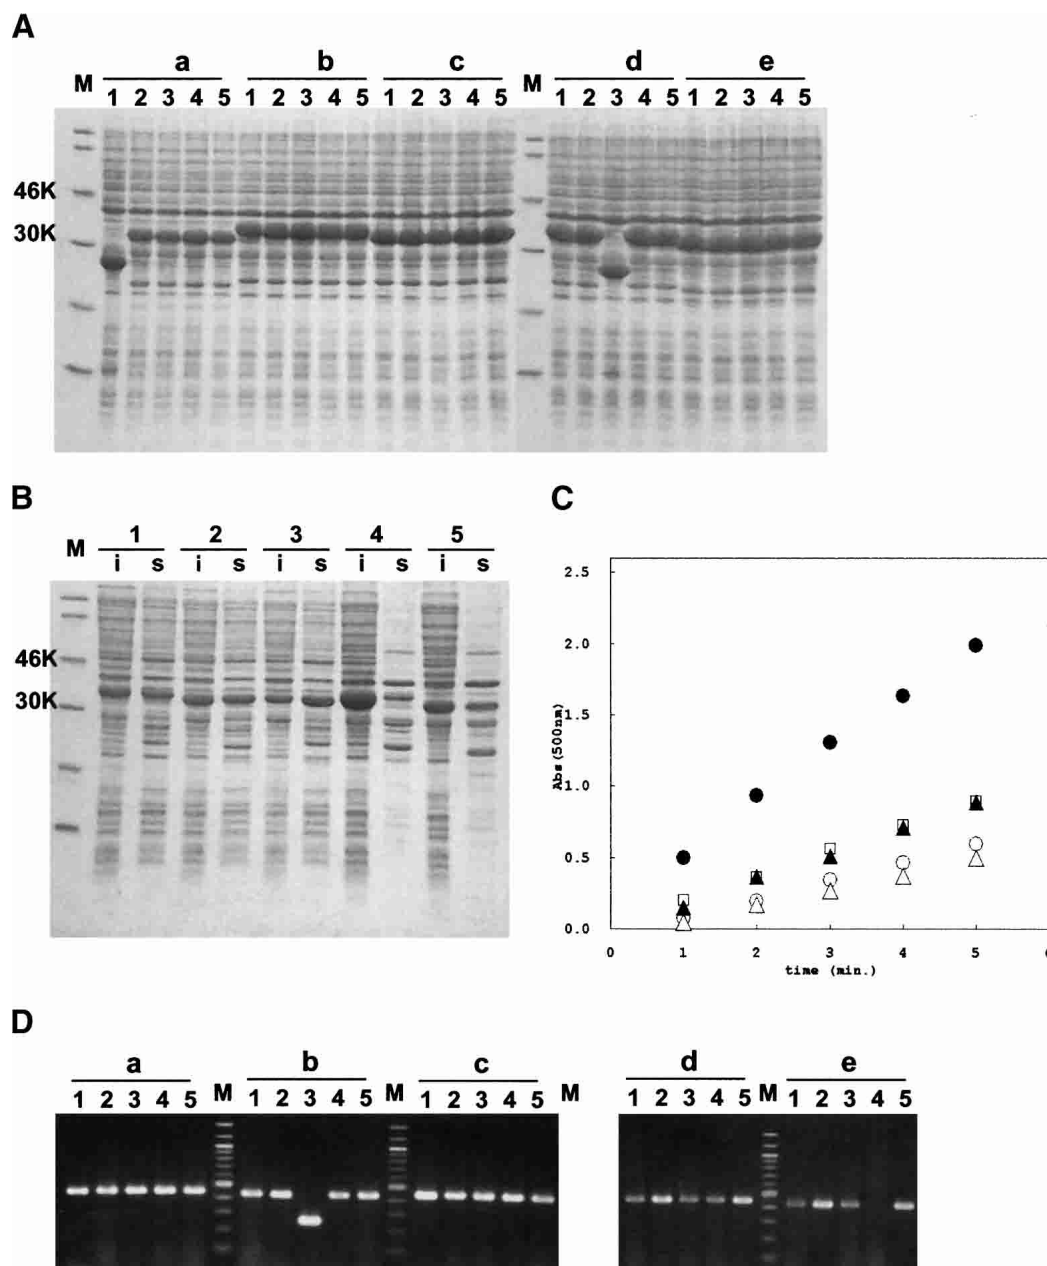 A
a b c d e
M 1 2 3 4 5 1 2 3 4 5 1 2 3 4 5 M 1 2 3 4 5 1 2 3 4 5
46K
30K
B
1 2 3 4 5
M i s i s i s i s i s
46K
30K
C
2.5
2.0
1.5
1.0
0.5
0.0
Abs(500nm)
0 1 2 3 4 5 6
time (min.)
D
a b c d e
1 2 3 4 5 M 1 2 3 4 5 M 1 2 3 4 5 M 1 2 3 4 5 M 1 2 3 4 5